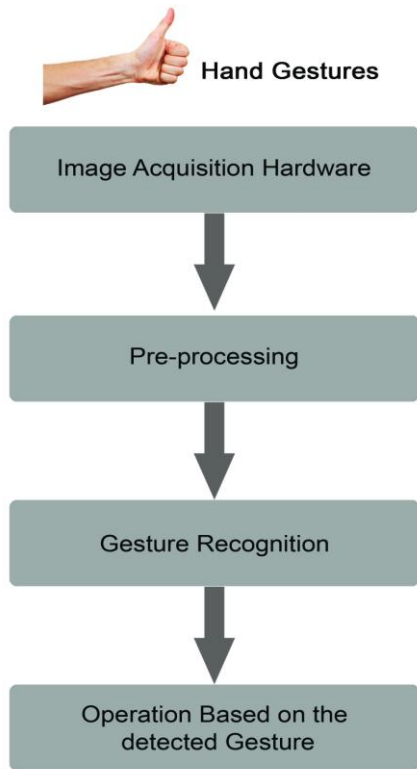 Hand Gestures
Image Acquisition Hardware
Pre-processing
Gesture Recognition
Operation Based on the
detected Gesture